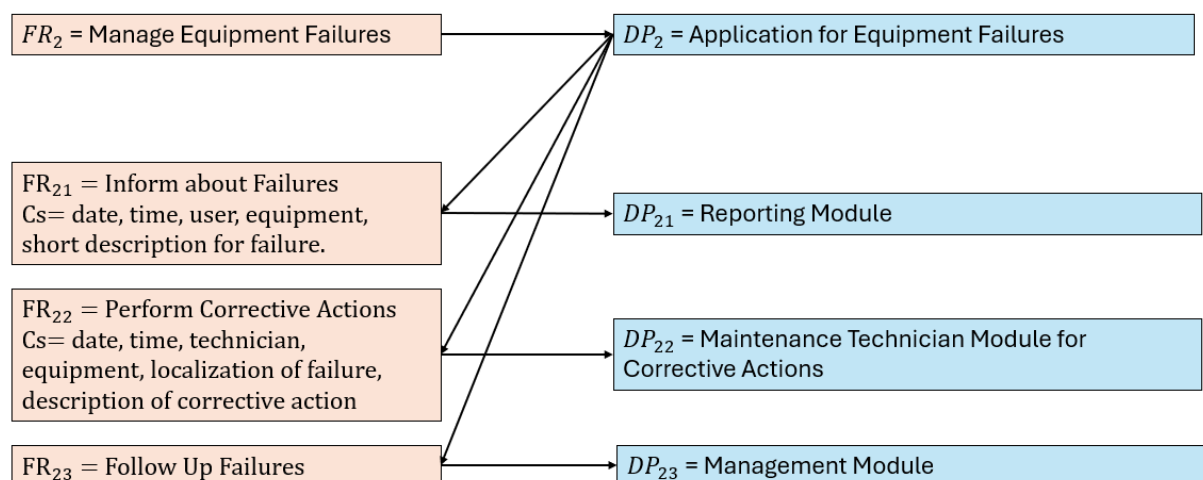 𝐹𝑅₂ = Manage Equipment Failures
𝐷𝑃₂ = Application for Equipment Failures
FR₂₁ = Inform about Failures
Cs= date, time, user, equipment,
short description for failure.
𝐷𝑃₂₁ = Reporting Module
FR₂₂ = Perform Corrective Actions
Cs= date, time, technician,
equipment, localization of failure,
description of corrective action
𝐷𝑃₂₂ = Maintenance Technician Module for
Corrective Actions
FR₂₃ = Follow Up Failures
𝐷𝑃₂₃ = Management Module